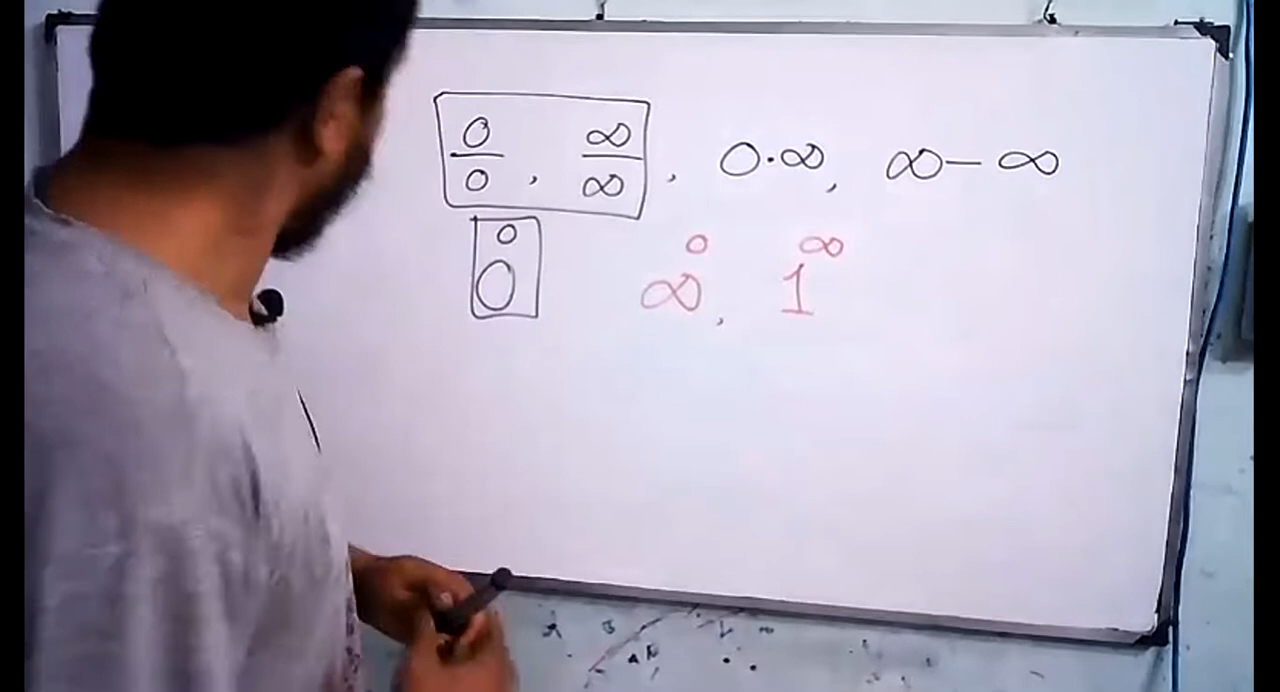 0/0 , ∞/∞ , 0·∞ , ∞−∞
0⁰ ∞⁰ , 1^∞